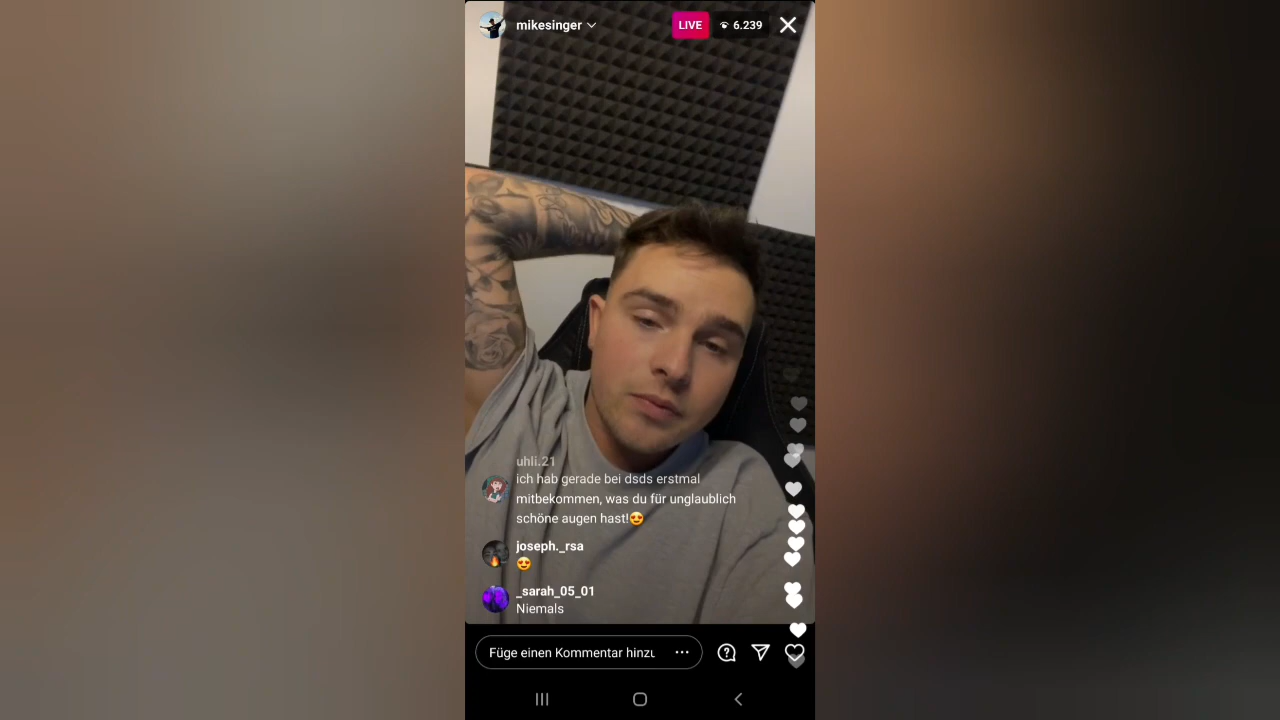 mikesinger
LIVE
6.239
uhli.21
ich hab gerade bei dsds erstmal
mitbekommen, was du für unglaublich
schöne augen hast!😍
joseph._rsa
😍
_sarah_05_01
Niemals
Füge einen Kommentar hinzu